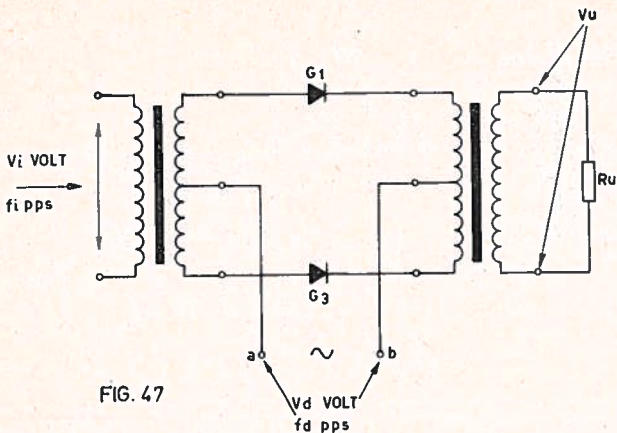 Vu
G1
Vi VOLT
fi pps
Ru
G3
a
~
b
Vd VOLT
fd pps
FIG. 47